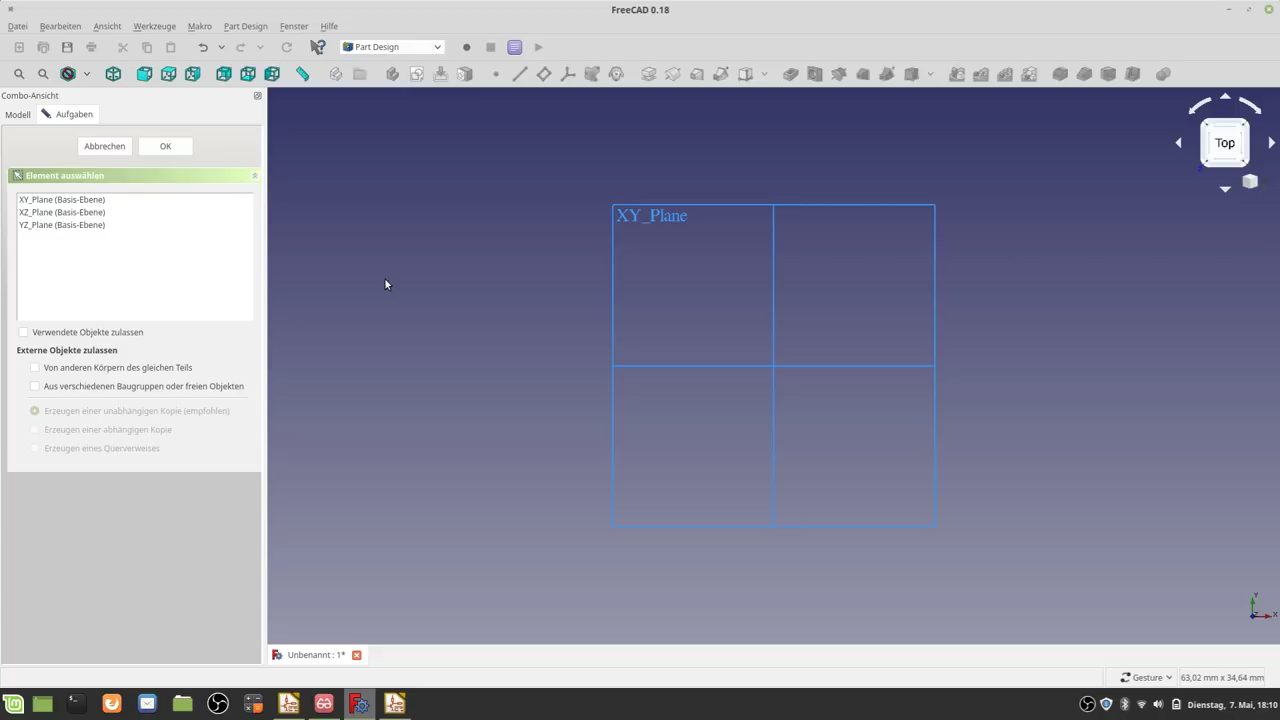 FreeCAD 0.18
Datei Bearbeiten Ansicht Werkzeuge Makro Part Design Fenster Hilfe
Part Design
Combo-Ansicht
Modell Aufgaben
Abbrechen OK
Element auswählen
XY_Plane (Basis-Ebene)
XZ_Plane (Basis-Ebene)
YZ_Plane (Basis-Ebene)
Verwendete Objekte zulassen
Externe Objekte zulassen
Von anderen Körpern des gleichen Teils
Aus verschiedenen Baugruppen oder freien Objekten
Erzeugen einer unabhängigen Kopie (empfohlen)
Erzeugen einer abhängigen Kopie
Erzeugen eines Querverweises
XY_Plane
Top
Y
X
Unbenannt : 1*
Gesture 63,02 mm x 34,64 mm
Dienstag, 7. Mai, 18:10